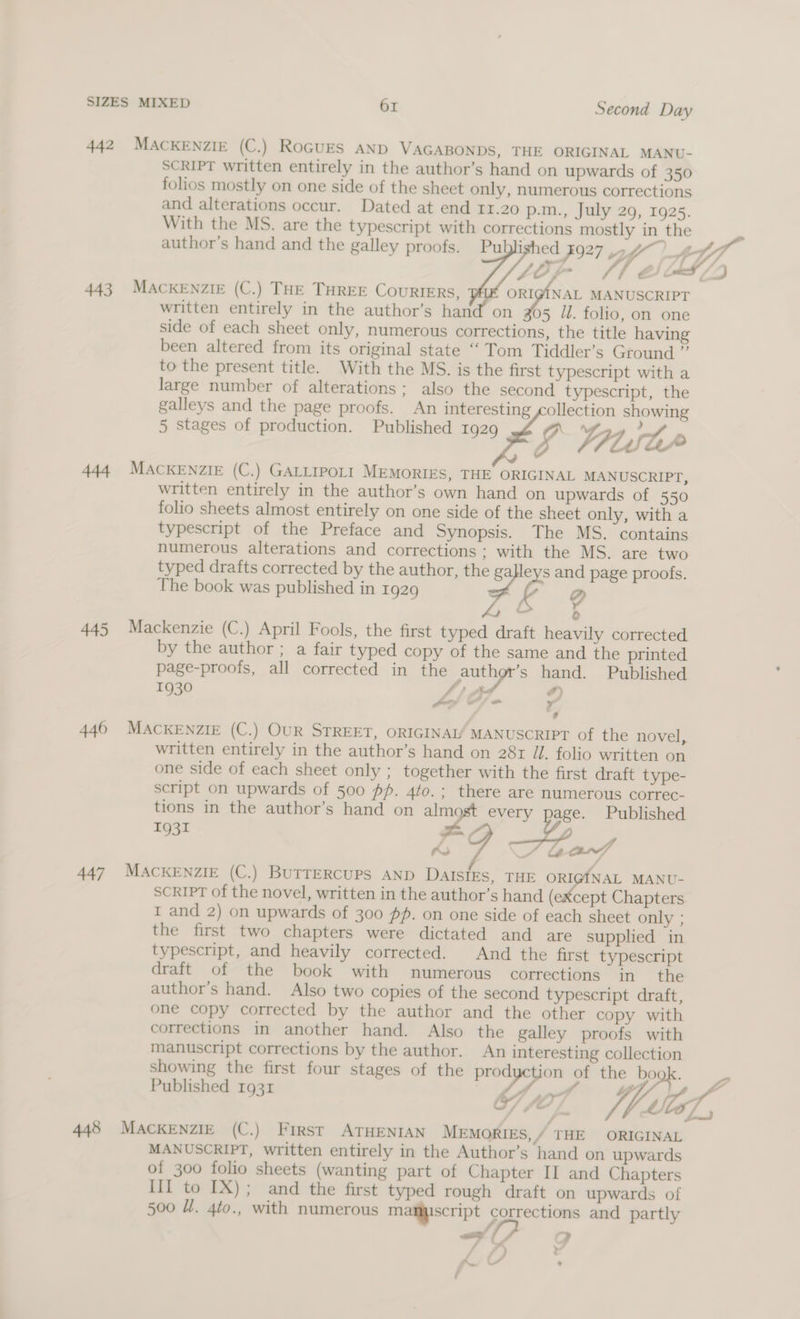 SIZES MIXED 61 Second Day
442 MACKENZIE (C.) ROGUES AND VAGABONDS, THE ORIGINAL MANU-
SCRIPT written entirely in the author's hand on upwards of 350
folios mostly on one side of the sheet only, numerous corrections
and alterations occur. Dated at end 11.20 p.m., July 29, 1925.
With the MS. are the typescript with corrections mostly in the
author's hand and the galley proofs. Published 1927
443 MACKENZIE (C.) THE THREE COURIERS, THE ORIGINAL MANUSCRIPT
written entirely in the author's hand on 305 ll. folio, on one
side of each sheet only, numerous corrections, the title having
been altered from its original state “ Tom Tiddler's Ground ”
to the present title. With the MS. is the first typescript with a
large number of alterations ; also the second typescript, the
galleys and the page proofs. An interesting collection showing
5 stages of production. Published 1929
444 MACKENZIE (C.) GALLIPOLI MEMORIES, THE ORIGINAL MANUSCRIPT,
written entirely in the author's own hand on upwards of 550
folio sheets almost entirely on one side of the sheet only, with a
typescript of the Preface and Synopsis. The MS. contains
numerous alterations and corrections ; with the MS. are two
typed drafts corrected by the author, the galleys and page proofs.
The book was published in 1929
445 Mackenzie (C.) April Fools, the first typed draft heavily corrected
by the author ; a fair typed copy of the same and the printed
page-proofs, all corrected in the author's hand. Published
1930
446 MACKENZIE (C.) OUR STREET, ORIGINAL MANUSCRIPT of the novel,
written entirely in the author's hand on 281 ll. folio written on
one side of each sheet only ; together with the first draft type-
script on upwards of 500 pp. 4to. ; there are numerous correc-
tions in the author's hand on almost every page. Published
1931
447 MACKENZIE (C.) BUTTERCUPS AND DAISIES, THE ORIGINAL MANU-
SCRIPT of the novel, written in the author's hand (except Chapters
1 and 2) on upwards of 300 pp. on one side of each sheet only ;
the first two chapters were dictated and are supplied in
typescript, and heavily corrected. And the first typescript
draft of the book with numerous corrections in the
author's hand. Also two copies of the second typescript draft,
one copy corrected by the author and the other copy with
corrections in another hand. Also the galley proofs with
manuscript corrections by the author. An interesting collection
showing the first four stages of the production of the book.
Published 1931
448 MACKENZIE (C.) FIRST ATHENIAN MEMORIES, THE ORIGINAL
MANUSCRIPT, written entirely in the Author's hand on upwards
of 300 folio sheets (wanting part of Chapter II and Chapters
III to IX) ; and the first typed rough draft on upwards of
500 ll. 4to., with numerous manuscript corrections and partly